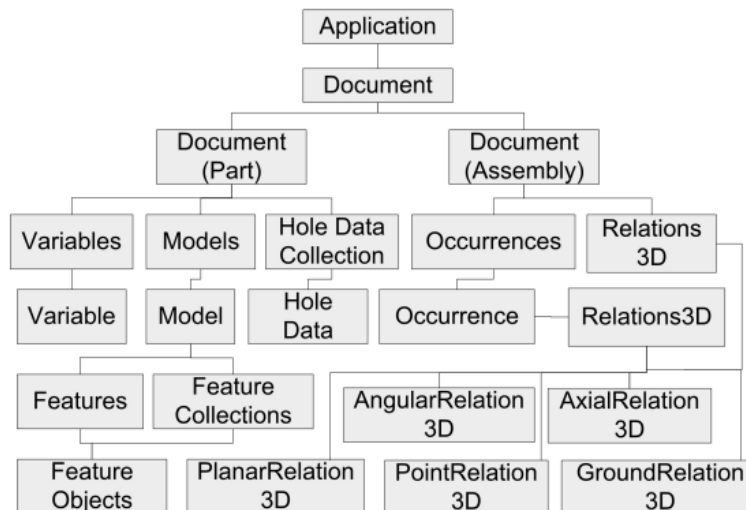 Application
Document
Document
(Part)
Document
(Assembly)
Variables
Models
Hole Data
Collection
Occurrences
Relations
3D
Variable
Model
Hole
Data
Occurrence
Relations3D
Features
Feature
Collections
AngularRelation
3D
AxialRelation
3D
Feature
Objects
PlanarRelation
3D
PointRelation
3D
GroundRelation
3D